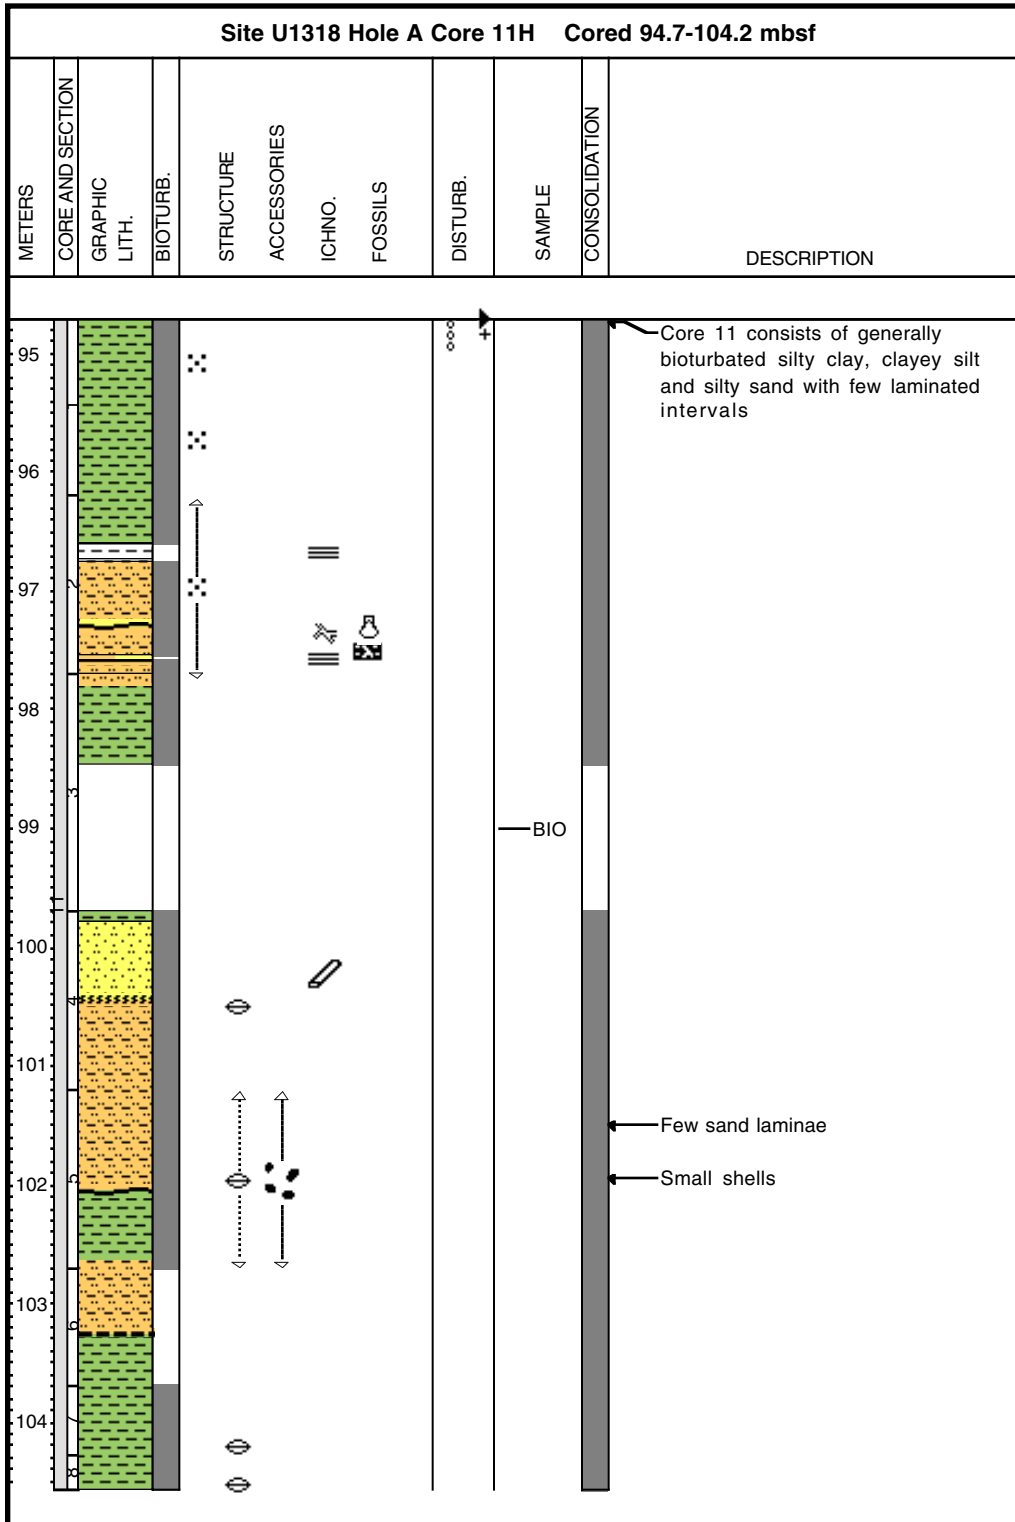 Site U1318 Hole A Core 11H Cored 94.7-104.2 mbsf
METERS
CORE AND SECTION
GRAPHIC
LITH.
BIOTURB.
STRUCTURE
ACCESSORIES
ICHNO.
FOSSILS
DISTURB.
SAMPLE
CONSOLIDATION
DESCRIPTION
Core 11 consists of generally
bioturbated silty clay, clayey silt
and silty sand with few laminated
intervals
95
1
96
97
2
98
3
99
BIO
11
100
4
101
Few sand laminae
102
5
Small shells
103
6
104
7
8